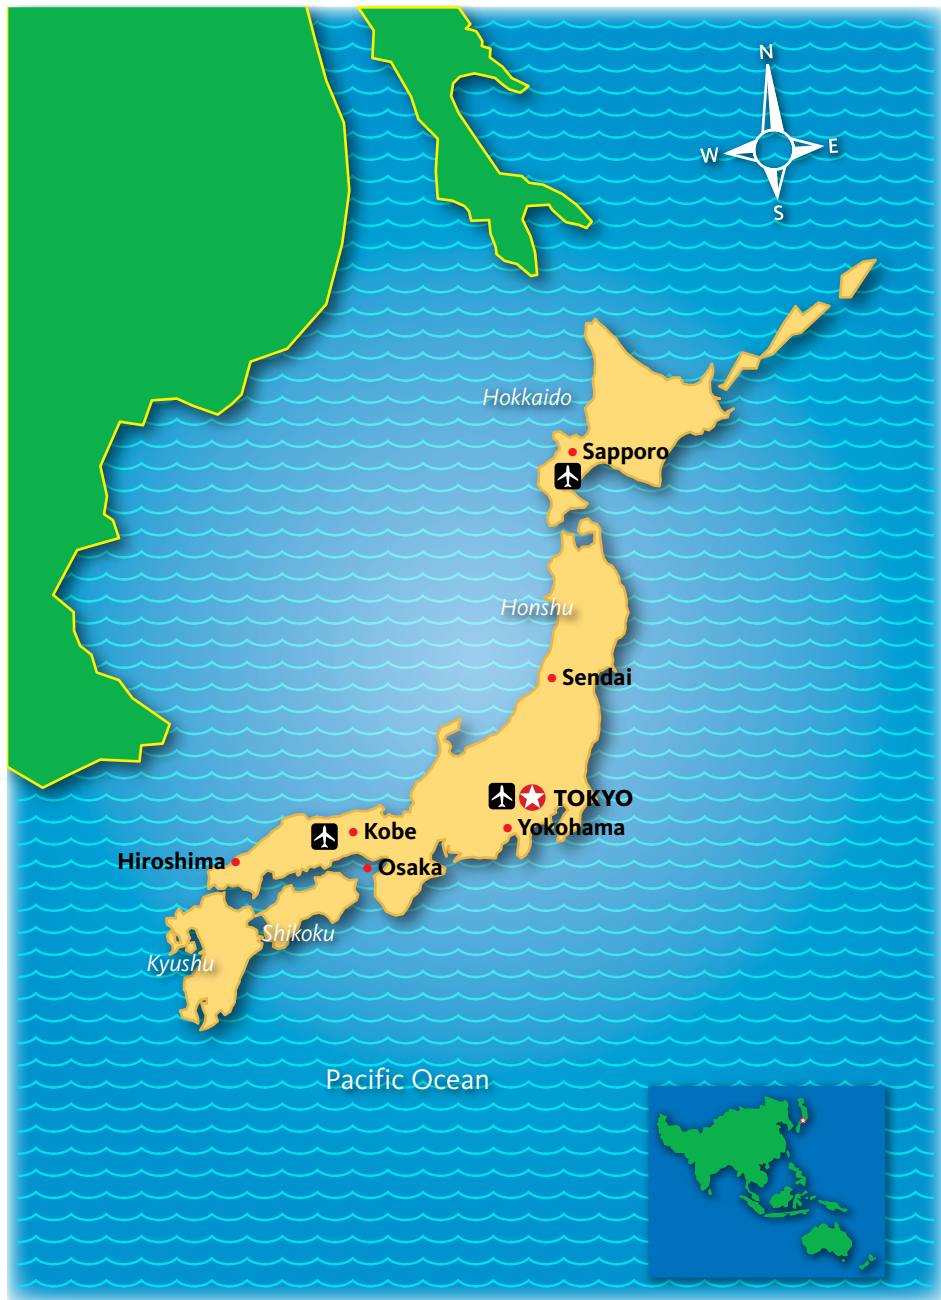 N
W
E
S
Hokkaido
Sapporo
Honshu
Sendai
TOKYO
Yokohama
Kobe
Hiroshima
Osaka
Shikoku
Kyushu
Pacific Ocean